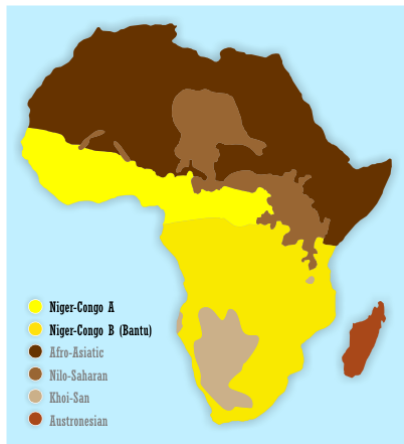 Niger-Congo A
Niger-Congo B (Bantu)
Afro-Asiatic
Nilo-Saharan
Khoi-San
Austronesian